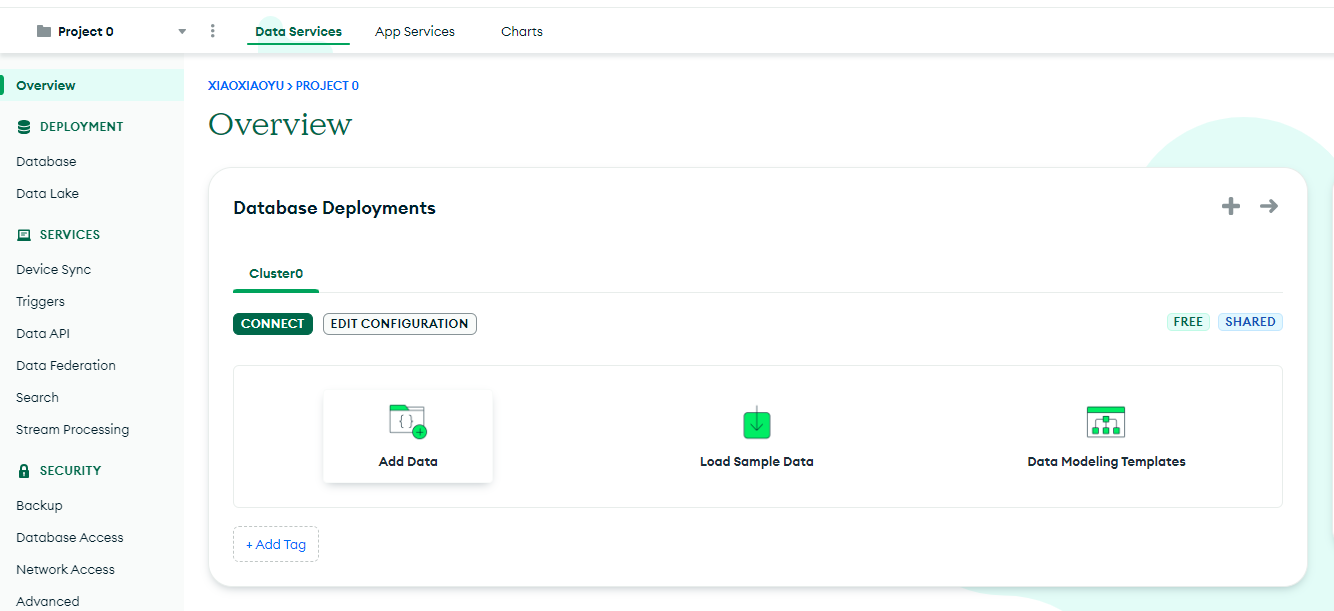 Project 0
Data Services
App Services
Charts
Overview
DEPLOYMENT
Database
Data Lake
SERVICES
Device Sync
Triggers
Data API
Data Federation
Search
Stream Processing
SECURITY
Backup
Database Access
Network Access
Advanced
XIAOXIAOYU > PROJECT 0
Overview
Database Deployments
Cluster0
CONNECT
EDIT CONFIGURATION
FREE
SHARED
{ }
Add Data
Load Sample Data
Data Modeling Templates
+ Add Tag